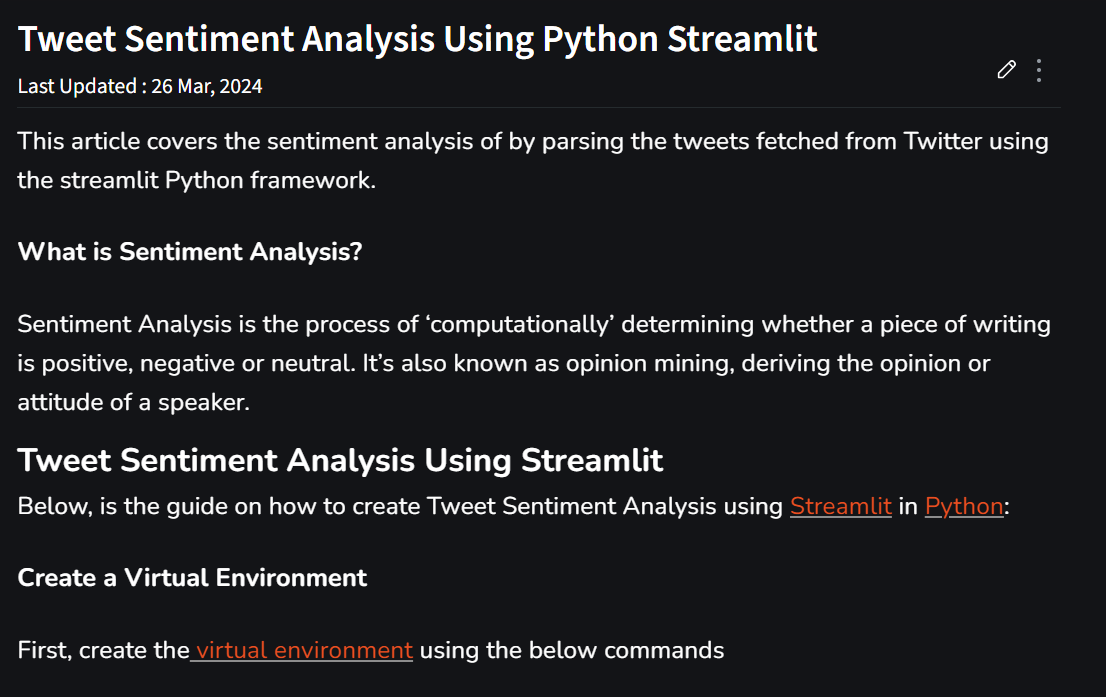 Tweet Sentiment Analysis Using Python Streamlit
Last Updated : 26 Mar, 2024
This article covers the sentiment analysis of by parsing the tweets fetched from Twitter using
the streamlit Python framework.
What is Sentiment Analysis?
Sentiment Analysis is the process of ‘computationally’ determining whether a piece of writing
is positive, negative or neutral. It’s also known as opinion mining, deriving the opinion or
attitude of a speaker.
Tweet Sentiment Analysis Using Streamlit
Below, is the guide on how to create Tweet Sentiment Analysis using Streamlit in Python:
Create a Virtual Environment
First, create the virtual environment using the below commands